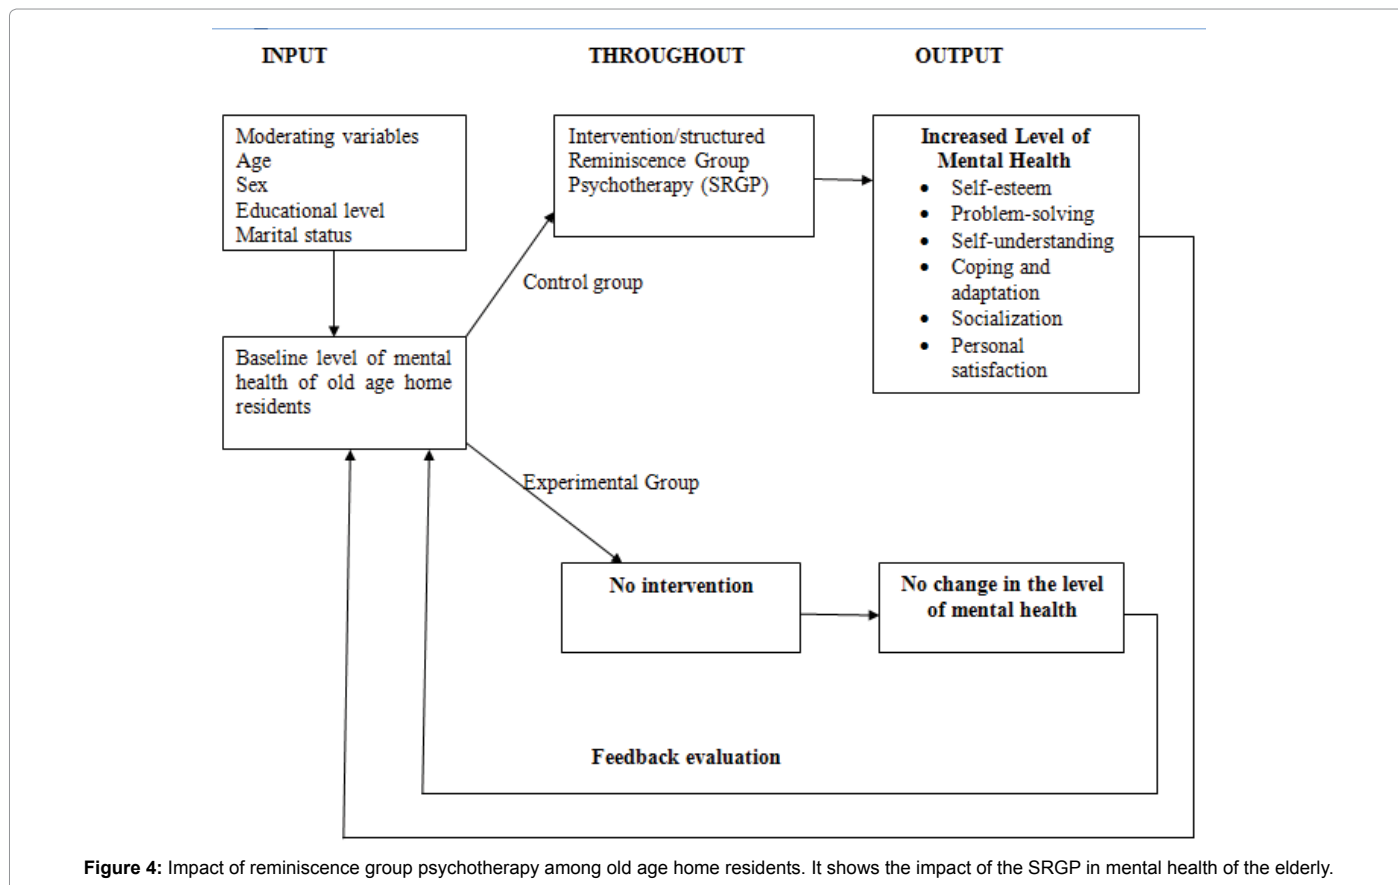 INPUT
THROUGHOUT
OUTPUT
Moderating variables
Age
Sex
Educational level
Marital status
Intervention/structured
Reminiscence Group
Psychotherapy (SRGP)
Increased Level of
Mental Health
• Self-esteem
• Problem-solving
• Self-understanding
• Coping and
adaptation
• Socialization
• Personal
satisfaction
Control group
Baseline level of mental
health of old age home
residents
Experimental Group
No intervention
No change in the level
of mental health
Feedback evaluation
Figure 4: Impact of reminiscence group psychotherapy among old age home residents. It shows the impact of the SRGP in mental health of the elderly.